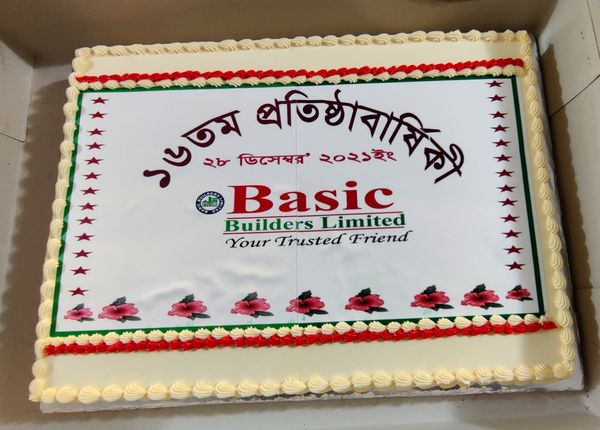 ১৬তম প্রতিষ্ঠাবার্ষিকী
২৮ ডিসেম্বর' ২০২১ইং
Basic
Builders Limited
Your Trusted Friend